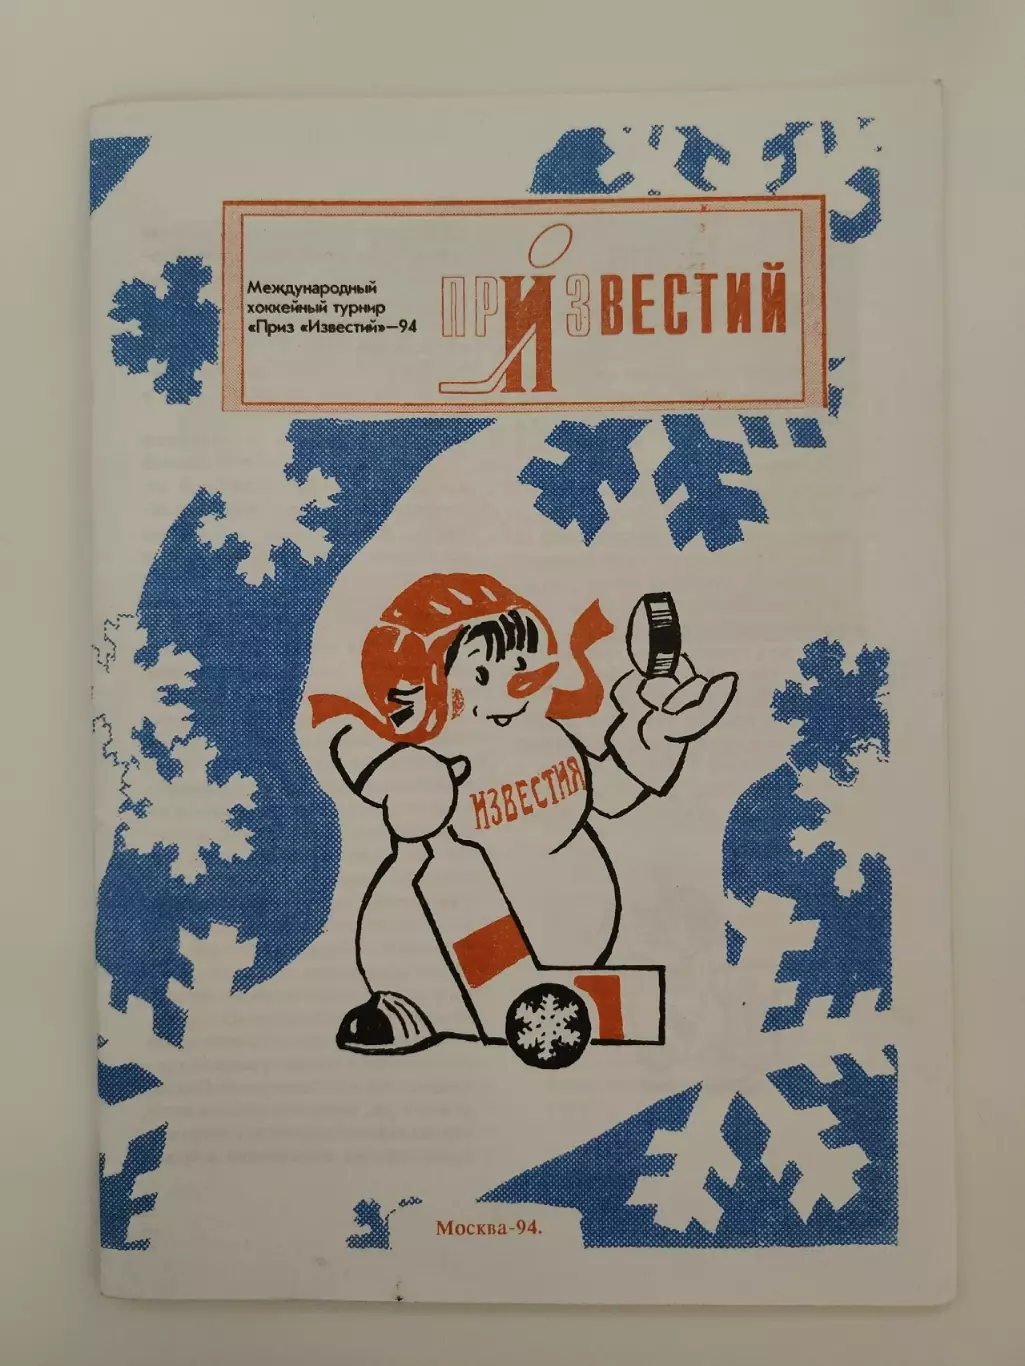 Международный
хоккейный турнир
«Приз «Известий»—94
ПРИЗВЕСТИЙ
ИЗВЕСТИЯ
Москва-94.